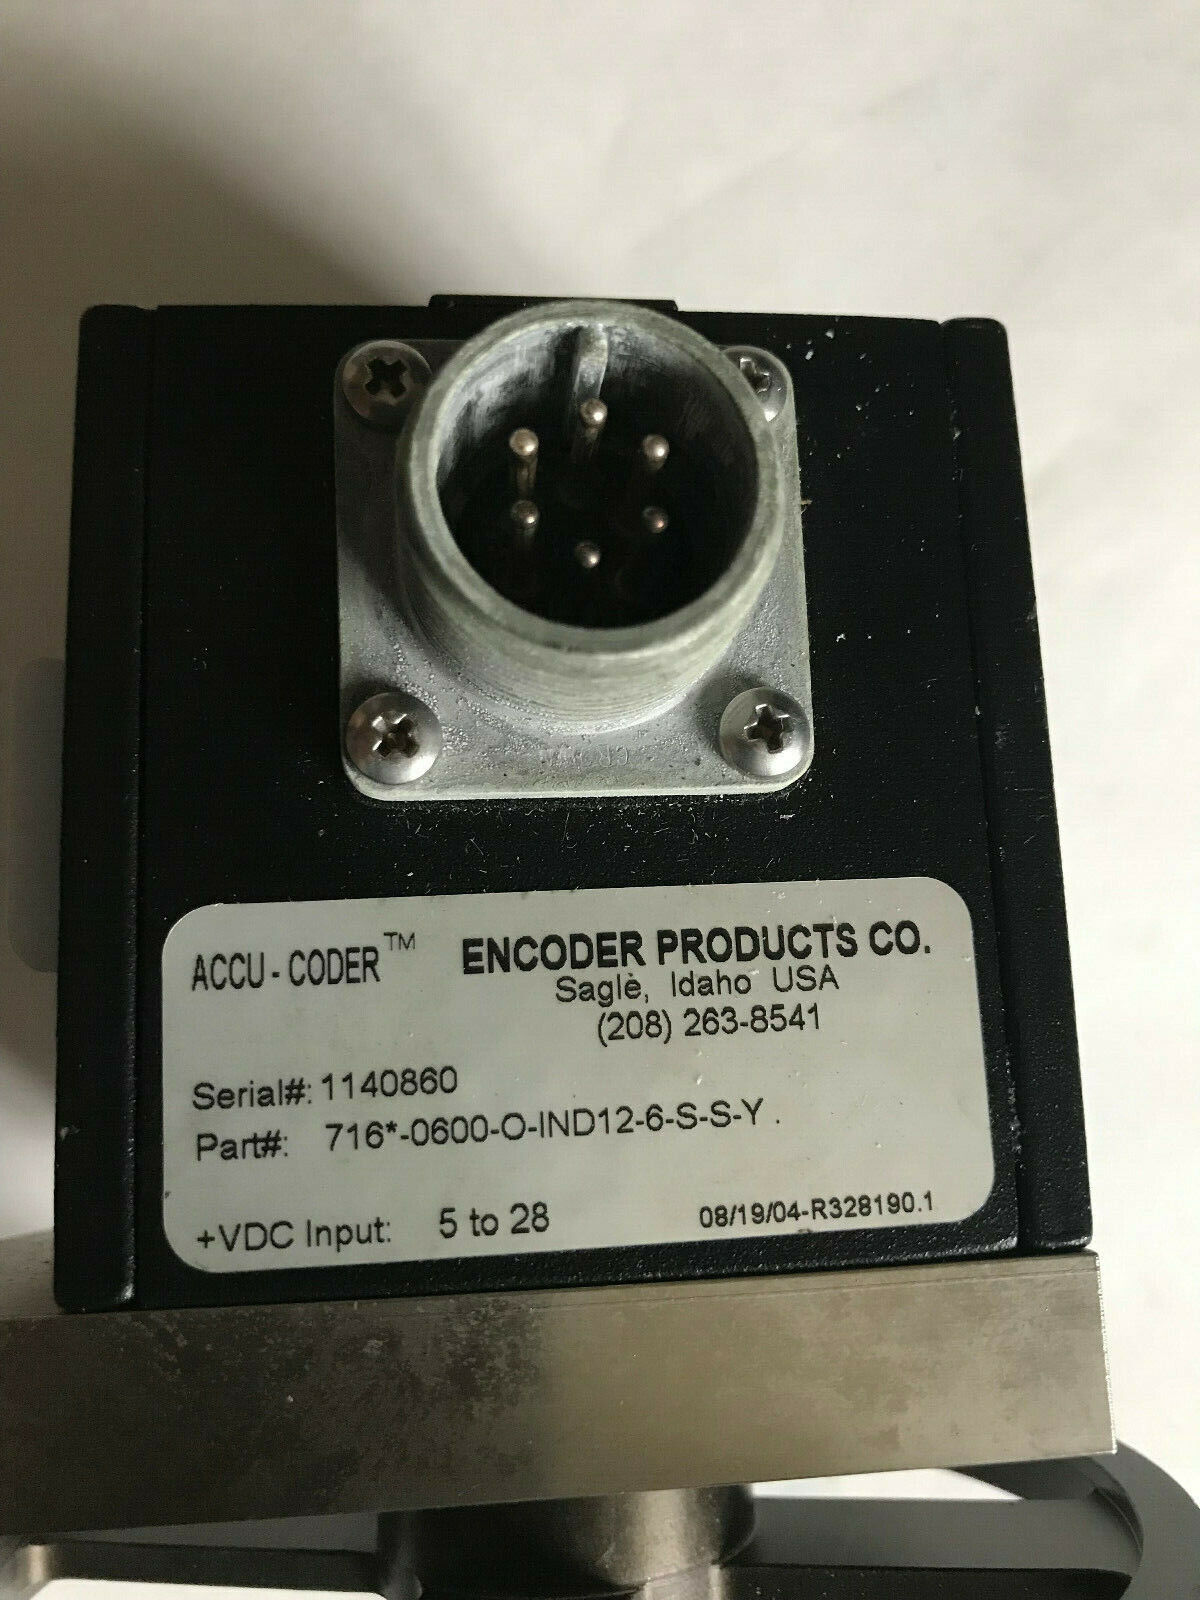 ACCU-CODER™
ENCODER PRODUCTS CO.
Sagle, Idaho USA
(208) 263-8541
Serial#: 1140860
Part#: 716*-0600-O-IND12-6-S-S-Y .
+VDC Input: 5 to 28
08/19/04-R328190.1